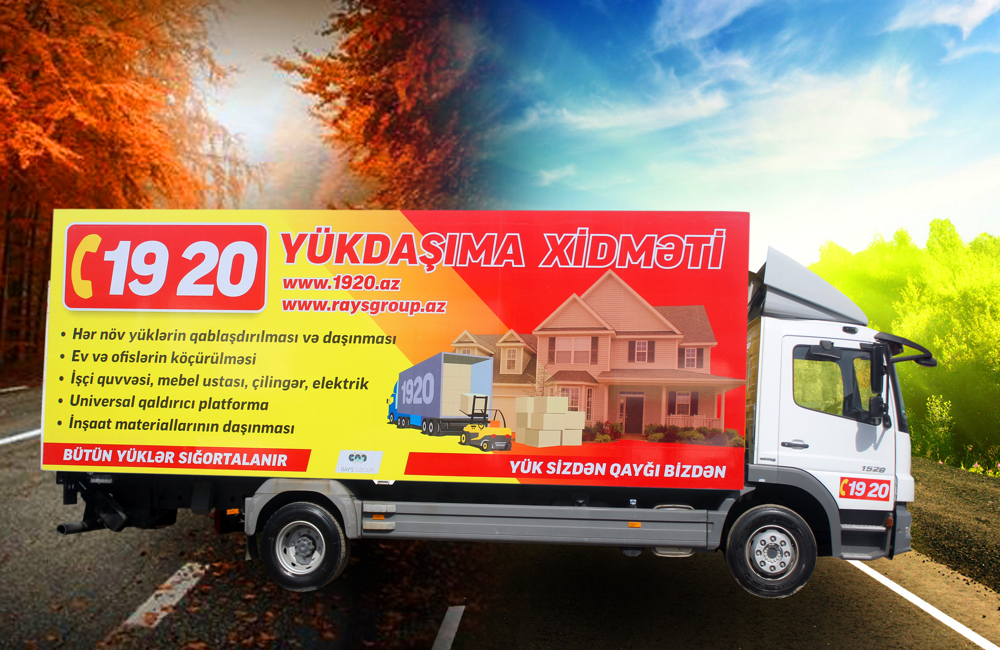 19 20
YÜKDAŞIMA XİDMƏTİ
www.1920.az
www.raysgroup.az
• Hər növ yüklərin qablaşdırılması və daşınması
• Ev və ofislərin köçürülməsi
• İşçi quvvəsi, mebel ustası, çilingər, elektrik
• Universal qaldırıcı platforma
• İnşaat materiallarının daşınması
1920
BÜTÜN YÜKLƏR SIĞORTALANIR
RAYS GROUP
YÜK SİZDƏN QAYĞI BİZDƏN
1528
19 20